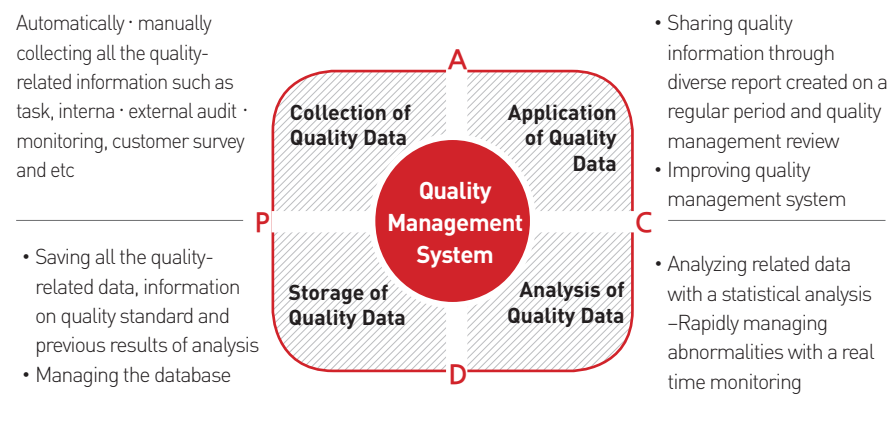 Automatically · manually
collecting all the quality-
related information such as
task, interna · external audit ·
monitoring, customer survey
and etc
A
• Sharing quality
information through
diverse report created on a
regular period and quality
management review
• Improving quality
management system
Collection of
Quality Data
Application
of Quality
Data
Quality
Management
System
P
C
• Saving all the quality-
related data, information
on quality standard and
previous results of analysis
• Managing the database
Storage of
Quality Data
Analysis of
Quality Data
D
• Analyzing related data
with a statistical analysis
–Rapidly managing
abnormalities with a real
time monitoring